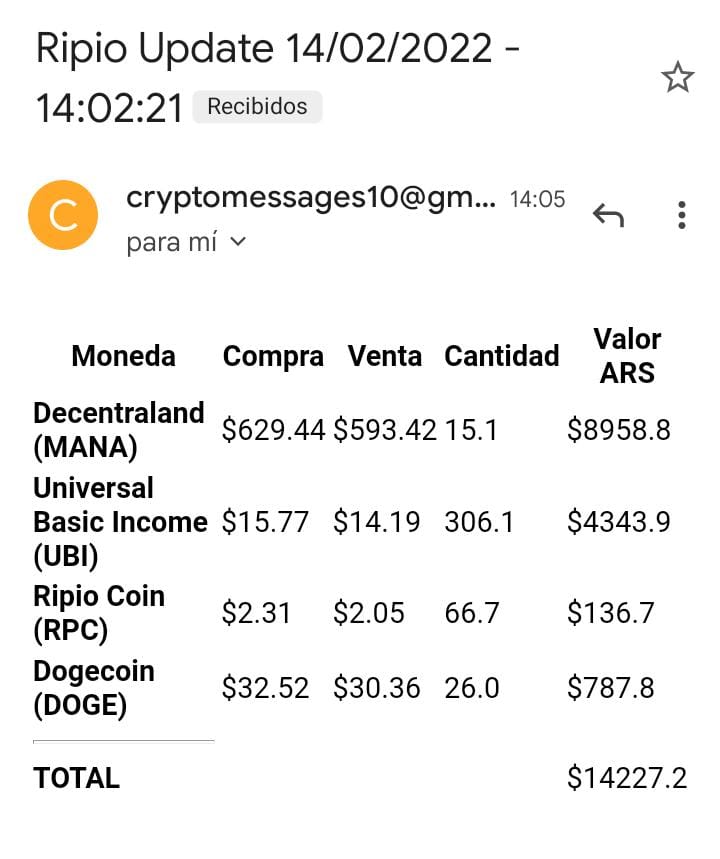 Ripio Update 14/02/2022 -
14:02:21 Recibidos
C
cryptomessages10@gm... 14:05
para mí
Moneda Compra Venta Cantidad Valor ARS
Decentraland (MANA) $629.44 $593.42 15.1 $8958.8
Universal Basic Income (UBI) $15.77 $14.19 306.1 $4343.9
Ripio Coin (RPC) $2.31 $2.05 66.7 $136.7
Dogecoin (DOGE) $32.52 $30.36 26.0 $787.8
TOTAL $14227.2